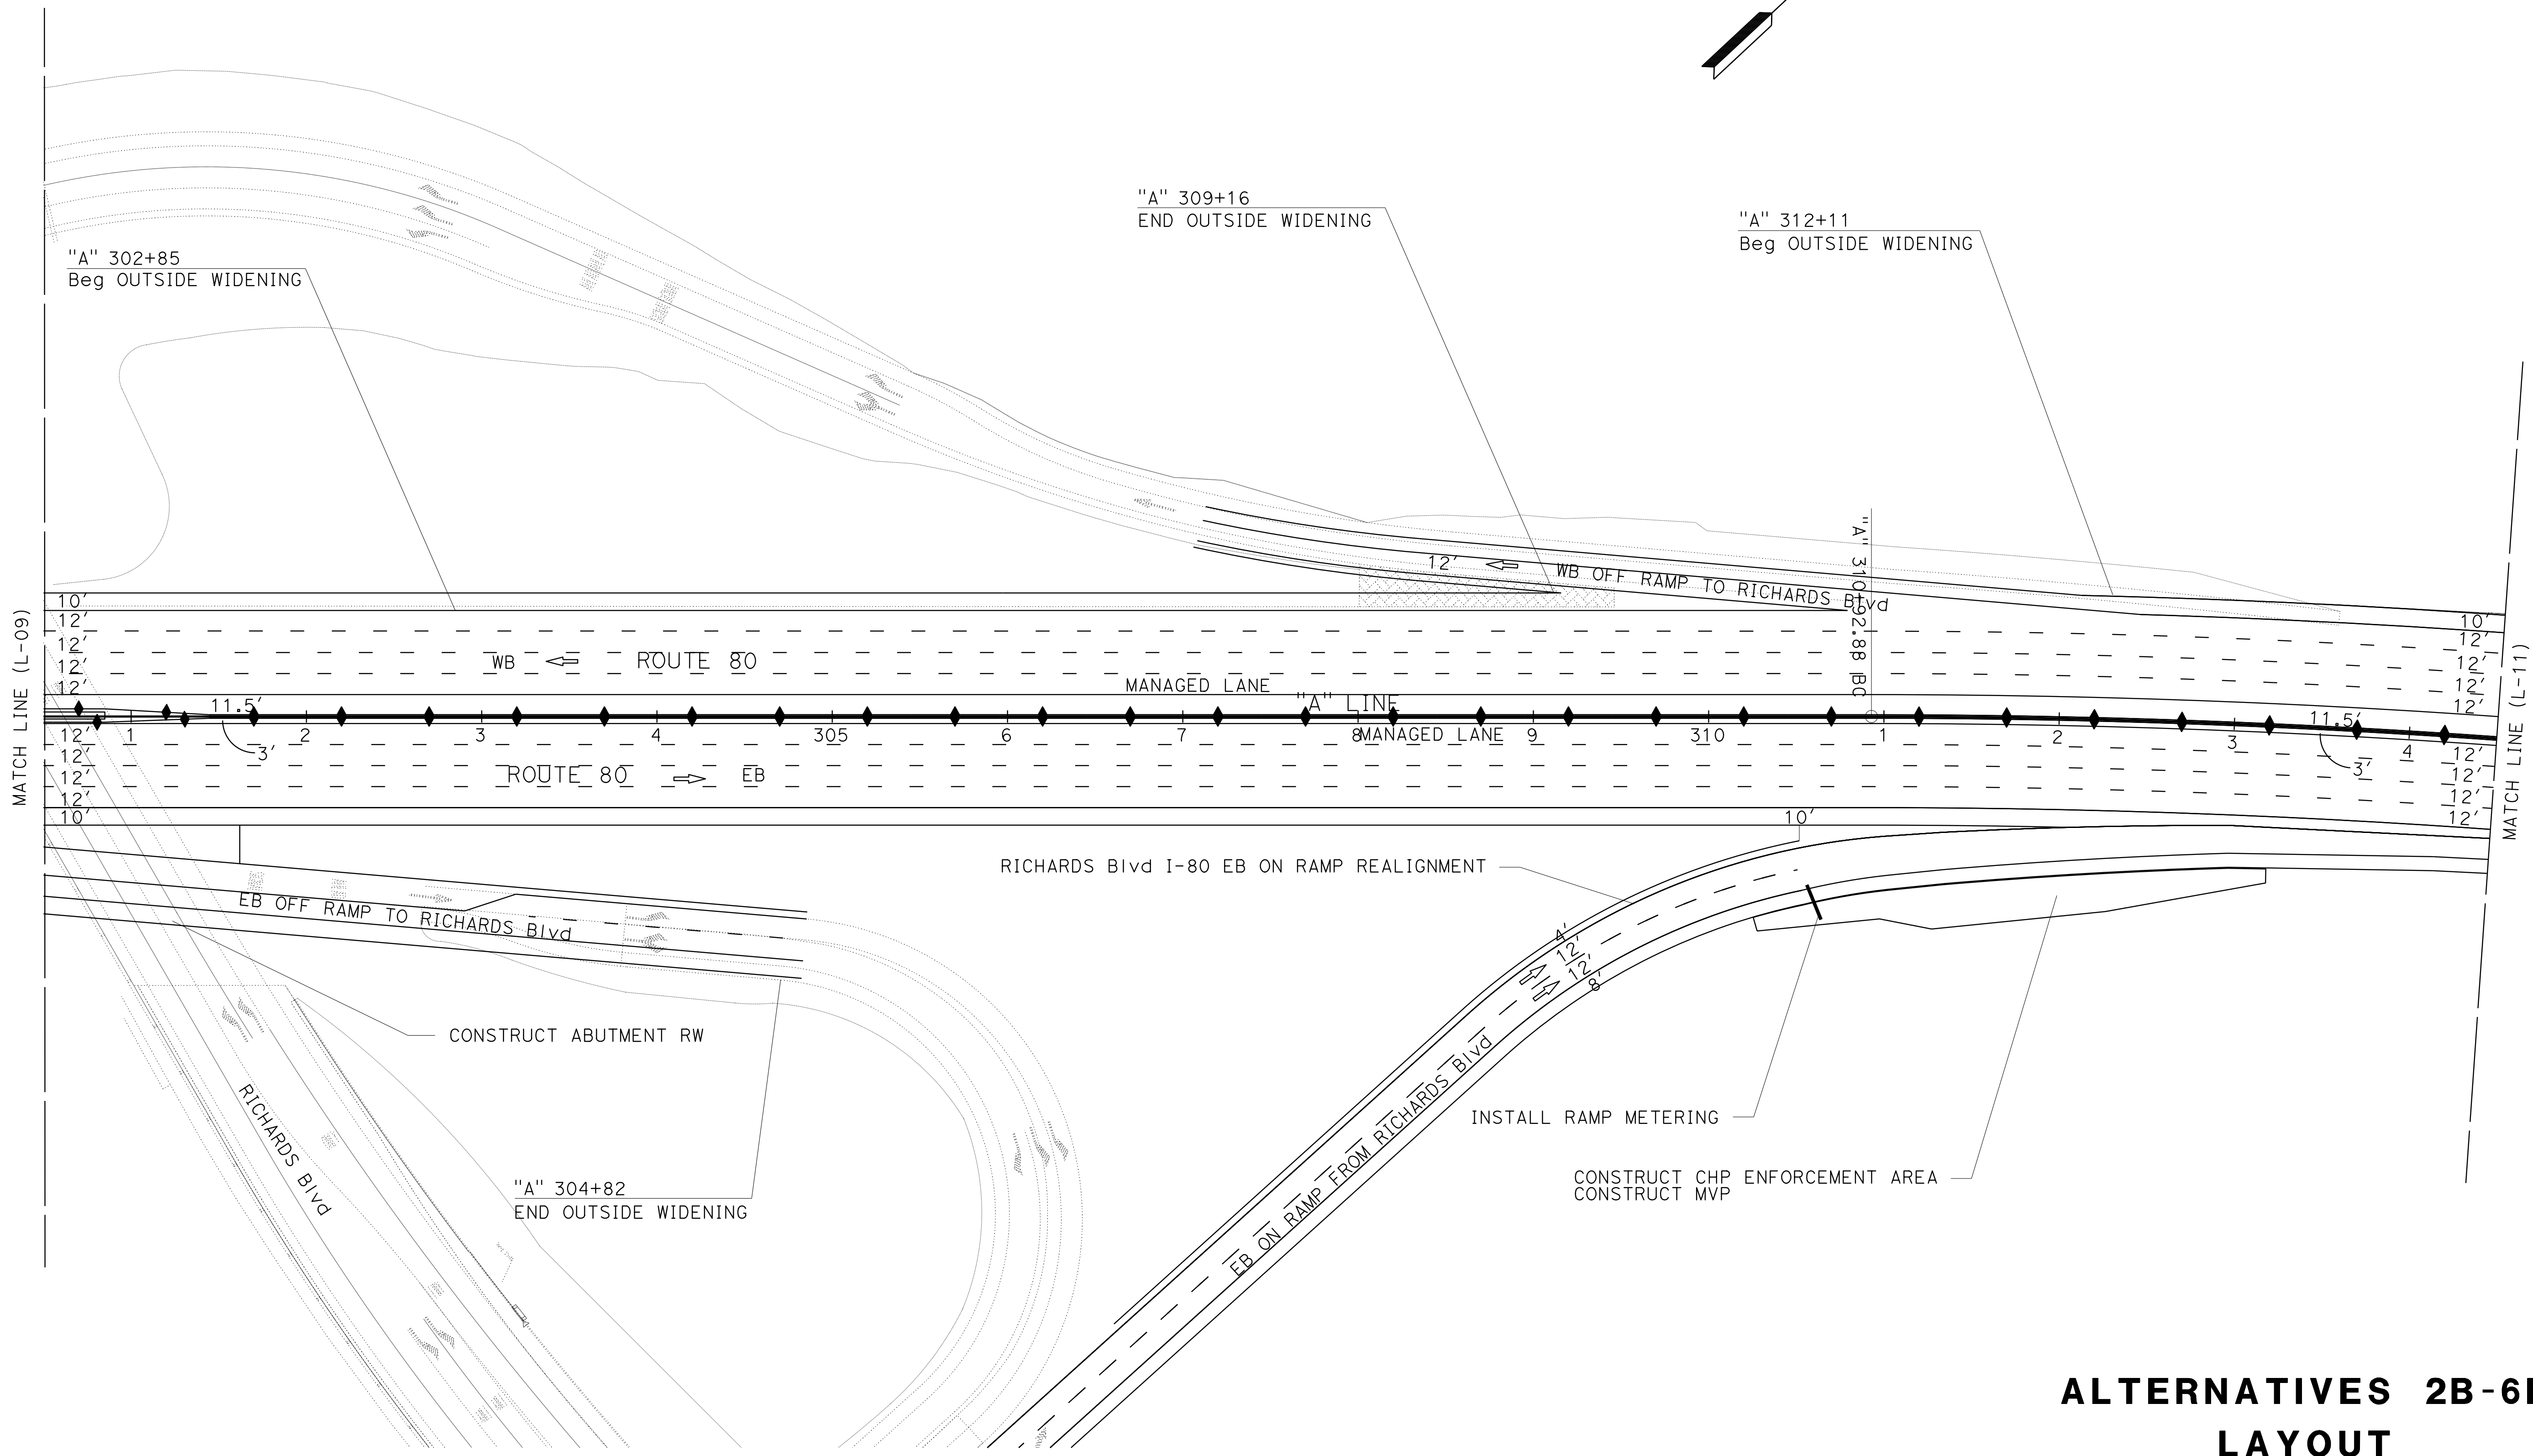 "A" 309+16
END OUTSIDE WIDENING
"A" 312+11
Beg OUTSIDE WIDENING
"A" 302+85
Beg OUTSIDE WIDENING
"A" 310+92.88 BC
12'
WB OFF RAMP TO RICHARDS Blvd
MATCH LINE (L-09)
10'
12'
12'
12'
12'
WB
ROUTE 80
MANAGED LANE
"A" LINE
10'
12'
12'
12'
12'
MATCH LINE (L-11)
11.5'
3'
11.5'
3'
1
2
3
4
305
6
7
8
MANAGED LANE
9
310
1
2
3
4
12'
12'
12'
12'
10'
ROUTE 80
EB
12'
12'
12'
12'
10'
RICHARDS Blvd I-80 EB ON RAMP REALIGNMENT
EB OFF RAMP TO RICHARDS Blvd
4'
12'
12'
8'
CONSTRUCT ABUTMENT RW
RICHARDS Blvd
EB ON RAMP FROM RICHARDS Blvd
INSTALL RAMP METERING
CONSTRUCT CHP ENFORCEMENT AREA
CONSTRUCT MVP
"A" 304+82
END OUTSIDE WIDENING
ALTERNATIVES 2B-6
LAYOUT